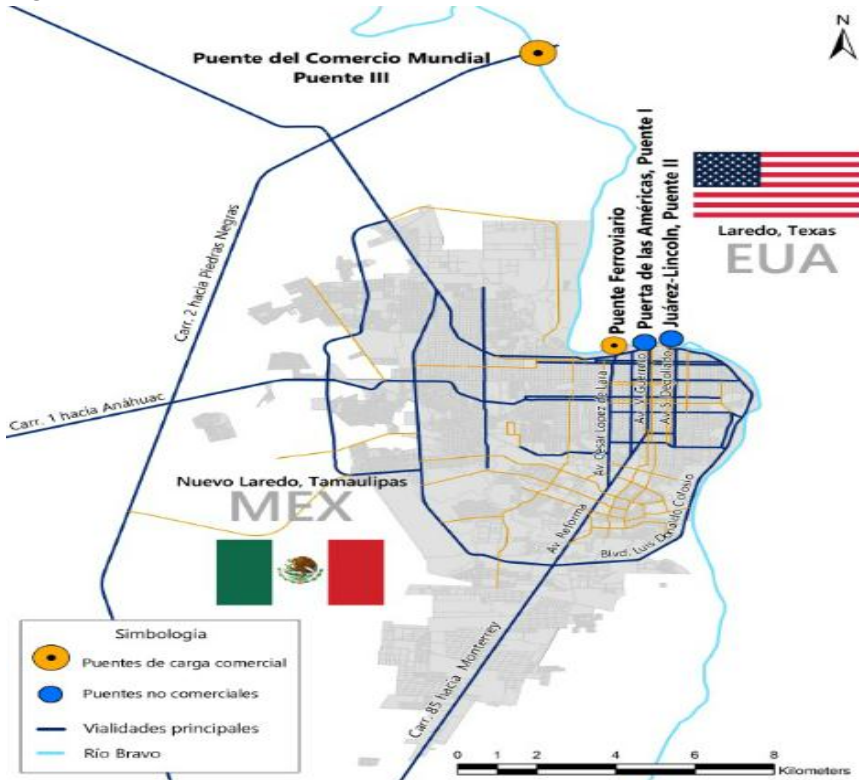 N
Puente del Comercio Mundial
Puente III
Puente Ferroviario
Puerta de las Américas, Puente I
Juárez-Lincoln, Puente II
Laredo, Texas
EUA
Carr. 2 hacia Piedras Negras
Carr. 1 hacia Anáhuac
Av. Cesar Lopez de Lara
Av. V. Guerrero
Av. S. Degollado
Nuevo Laredo, Tamaulipas
MEX
Av. Reforma
Blvd. Luis Donaldo Colosio
Carr. 85 hacia Monterrey
Simbología
Puentes de carga comercial
Puentes no comerciales
Vialidades principales
Río Bravo
0 1 2 4 6 8
Kilometers